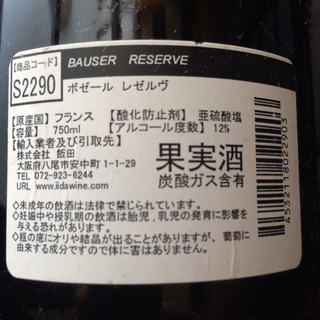 【商品コード】
S2290
BAUSER RESERVE
ボゼール レゼルヴ
【原産国】フランス 【酸化防止剤】 亜硫酸塩
【容量】 750ml 【アルコール度数】 12%
【輸入業者及び引取先】
株式会社 飯田
大阪府八尾市安中町1-1-29
TEL 072-923-6244
URL www.iidawine.com
果実酒
炭酸ガス含有
4532118022903
◇未成年の飲酒は法律で禁じられています。
◇妊娠中や授乳期の飲酒は胎児、乳児の発育に影響を
与える恐れがあります。
◇瓶の底にオリや結晶が出ることがありますが、葡萄に
由来する成分ですので害にはなりません。